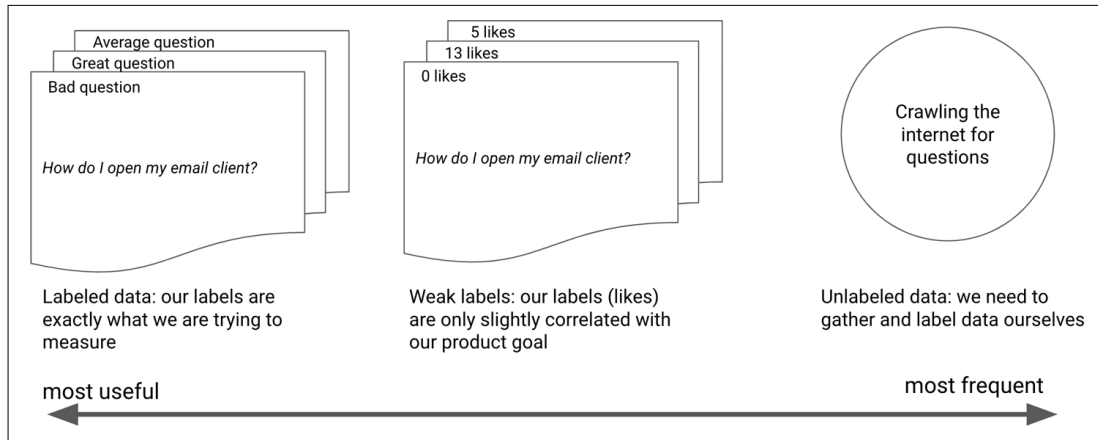 Average question
Great question
Bad question
How do I open my email client?
5 likes
13 likes
0 likes
How do I open my email client?
Crawling the
internet for
questions
Labeled data: our labels are
exactly what we are trying to
measure
Weak labels: our labels (likes)
are only slightly correlated with
our product goal
Unlabeled data: we need to
gather and label data ourselves
most useful
most frequent